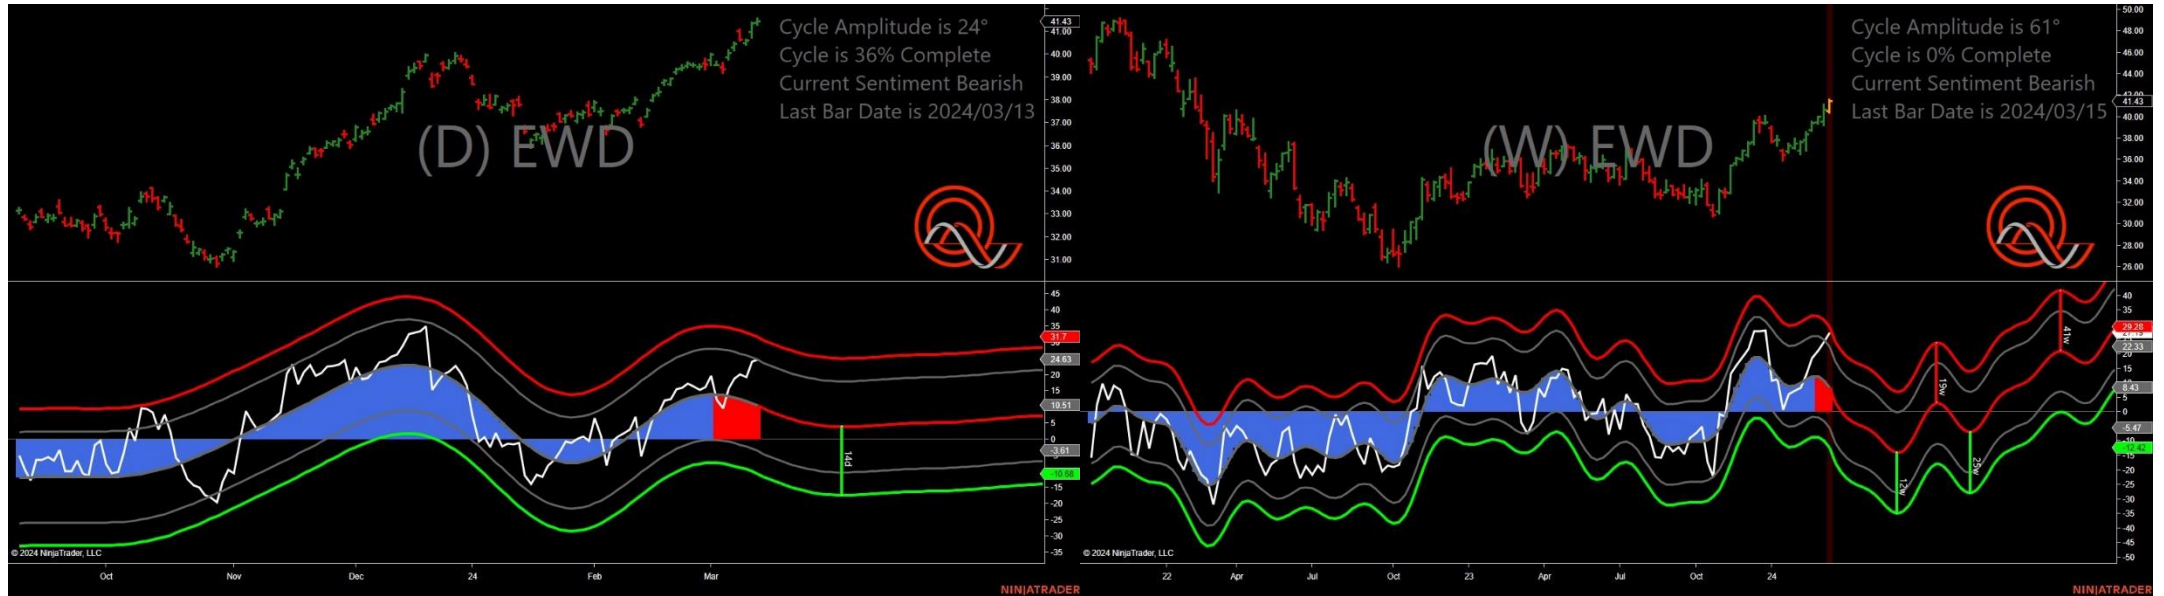 Cycle Amplitude is 24°
Cycle is 36% Complete
Current Sentiment Bearish
Last Bar Date is 2024/03/13
(D) EWD
41.43
41.00
40.00
39.00
38.00
37.00
36.00
35.00
34.00
33.00
32.00
31.00
45
40
35
31.7
24.63
20
15
10.51
5
0
-3.61
-10.68
-15
-20
-25
-30
-35
14d
© 2024 NinjaTrader, LLC
Oct Nov Dec 24 Feb Mar
NINJATRADER
Cycle Amplitude is 61°
Cycle is 0% Complete
Current Sentiment Bearish
Last Bar Date is 2024/03/15
(W) EWD
50.00
48.00
46.00
44.00
41.43
40.00
38.00
36.00
34.00
32.00
30.00
28.00
26.00
40
35
29.28
22.33
20
15
8.43
5
0
-5.47
-12.42
-20
-25
-30
-35
-40
-45
-50
12w
19w
25w
41w
© 2024 NinjaTrader, LLC
22 Apr Jul Oct 23 Apr Jul Oct 24
NINJATRADER